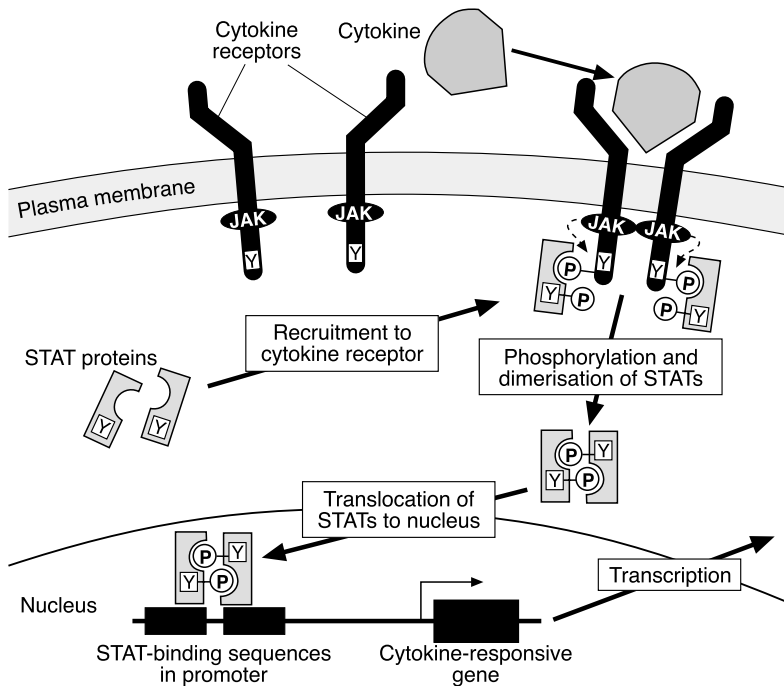 Cytokine
receptors
Cytokine
Plasma membrane
JAK
JAK
JAK
JAK
Y
Y
Y
Y
P
P
Y
P
P
Y
Recruitment to
cytokine receptor
STAT proteins
Y
Y
Phosphorylation and
dimerisation of STATs
P
Y
Y
P
Translocation of
STATs to nucleus
P
Y
Y
P
Transcription
Nucleus
STAT-binding sequences
in promoter
Cytokine-responsive
gene